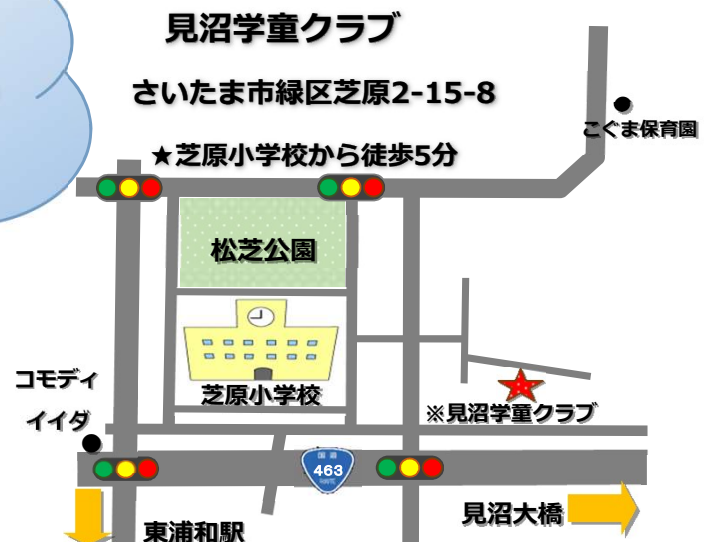 見沼学童クラブ
さいたま市緑区芝原2-15-8
★芝原小学校から徒歩5分
こぐま保育園
松芝公園
コモディ
イイダ
芝原小学校
※見沼学童クラブ
国道
463
ROUTE
見沼大橋
東浦和駅